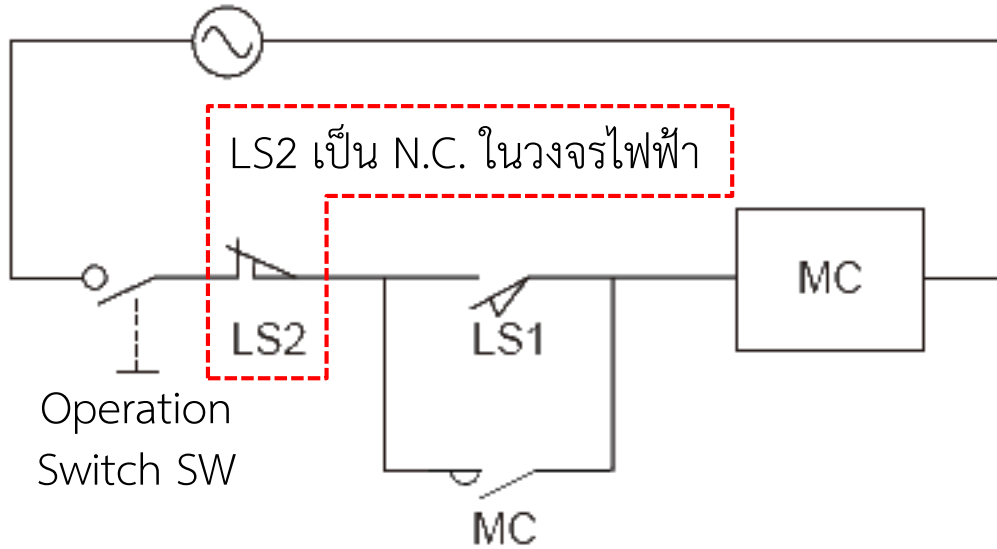 LS2 เป็น N.C. ในวงจรไฟฟ้า
MC
LS2
LS1
Operation
Switch SW
MC